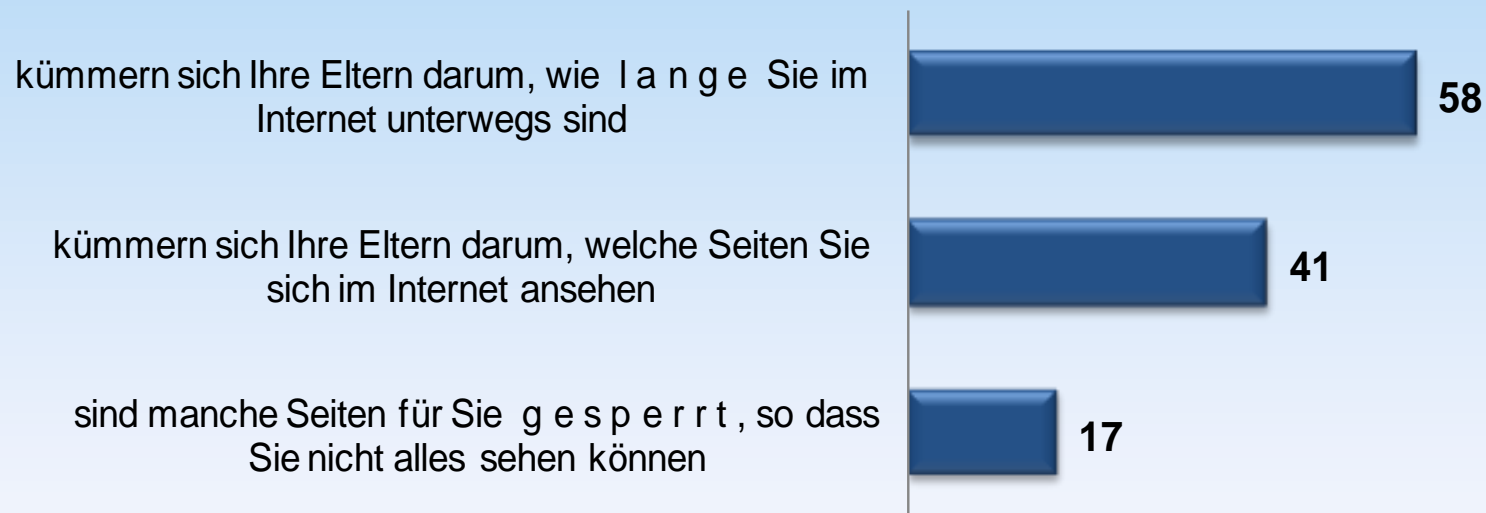 kümmern sich Ihre Eltern darum, wie l a n g e Sie im
Internet unterwegs sind
58
kümmern sich Ihre Eltern darum, welche Seiten Sie
sich im Internet ansehen
41
sind manche Seiten für Sie g e s p e r r t , so dass
Sie nicht alles sehen können
17